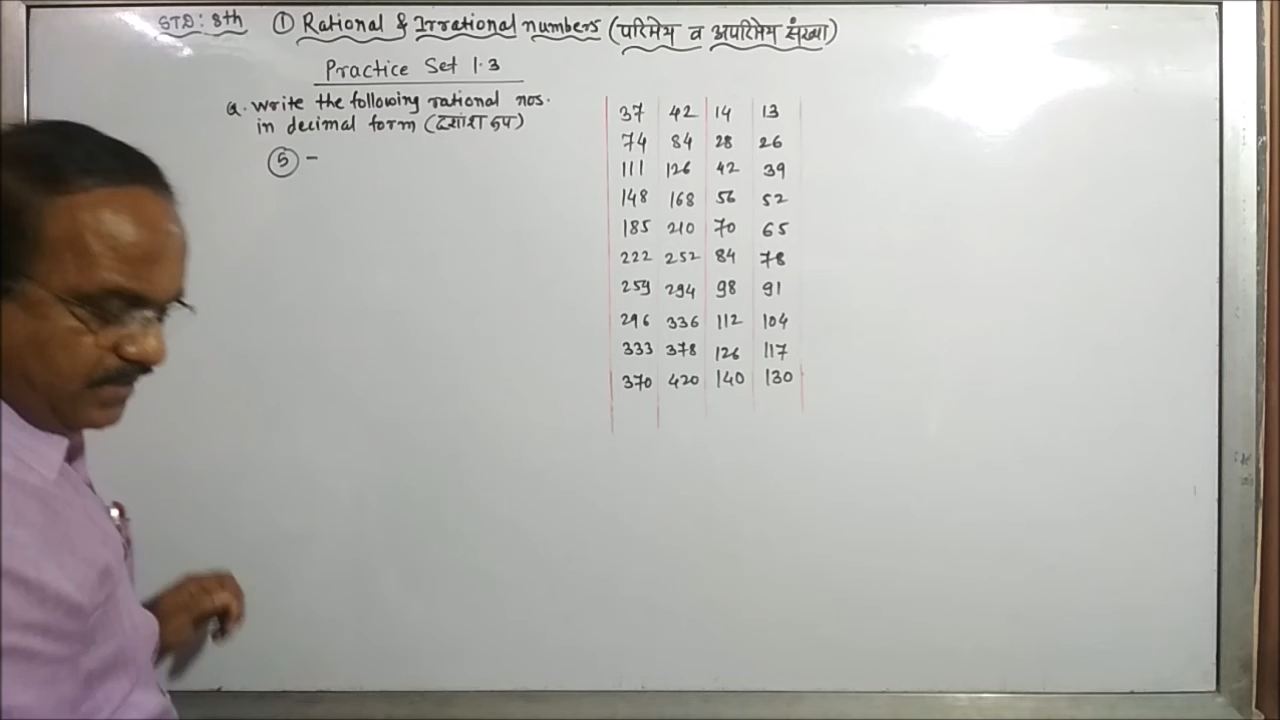 STD: 8th ① Rational & Irrational numbers (परिमेय व अपरिमेय संख्या)
Practice Set 1.3
Q. Write the following rational nos.
in decimal form (दशांश रूप)
⑤ -
37 42 14 13
74 84 28 26
111 126 42 39
148 168 56 52
185 210 70 65
222 252 84 78
259 294 98 91
296 336 112 104
333 378 126 117
370 420 140 130